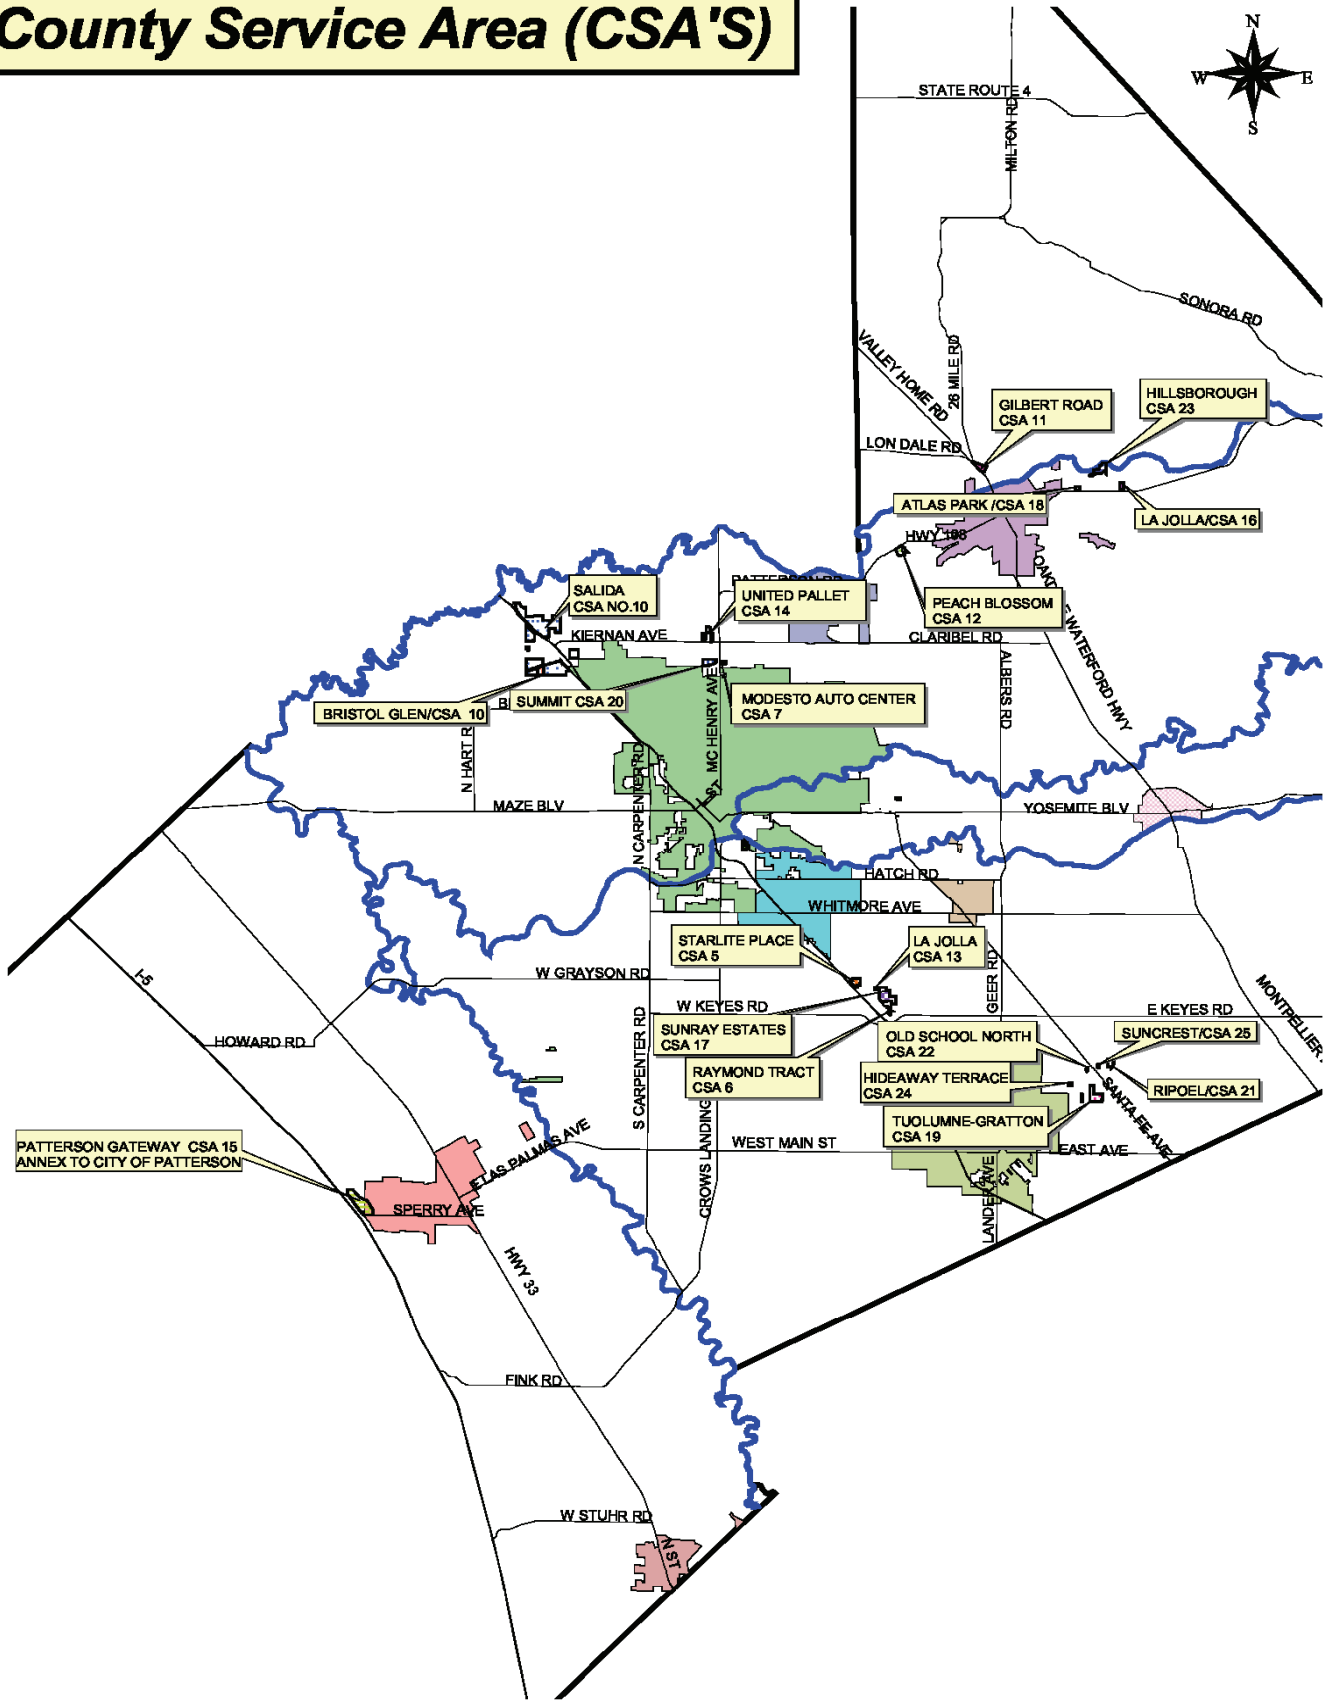 County Service Area (CSA'S)
N
W
E
S
STATE ROUTE 4
MILTON RD
SONORA RD
VALLEY HOME RD
26 MILE RD
GILBERT ROAD
CSA 11
HILLSBOROUGH
CSA 23
LON DALE RD
ATLAS PARK /CSA 18
LA JOLLA/CSA 16
HWY 108
SALIDA
CSA NO.10
UNITED PALLET
CSA 14
PEACH BLOSSOM
CSA 12
KIERNAN AVE
CLARIBEL RD
WATERFORD HWY
ALBERS RD
BRISTOL GLEN/CSA 10
SUMMIT CSA 20
MODESTO AUTO CENTER
CSA 7
MC HENRY AVE
N HART R
N CARPENTER RD
L ST
MAZE BLV
YOSEMITE BLV
HATCH RD
WHITMORE AVE
STARLITE PLACE
CSA 5
LA JOLLA
CSA 13
I-5
W GRAYSON RD
GEER RD
MONTPELLIER
W KEYES RD
E KEYES RD
HOWARD RD
S CARPENTER RD
SUNRAY ESTATES
CSA 17
OLD SCHOOL NORTH
CSA 22
SUNCREST/CSA 25
RAYMOND TRACT
CSA 6
HIDEAWAY TERRACE
CSA 24
RIPOEL/CSA 21
SANTA FE AVE
TUOLUMNE-GRATTON
CSA 19
CROWS LANDING
PATTERSON GATEWAY CSA 15
ANNEX TO CITY OF PATTERSON
E LAS PALMAS AVE
WEST MAIN ST
EAST AVE
LANDER AVE
SPERRY AVE
HWY 33
FINK RD
W STUHR RD
N ST